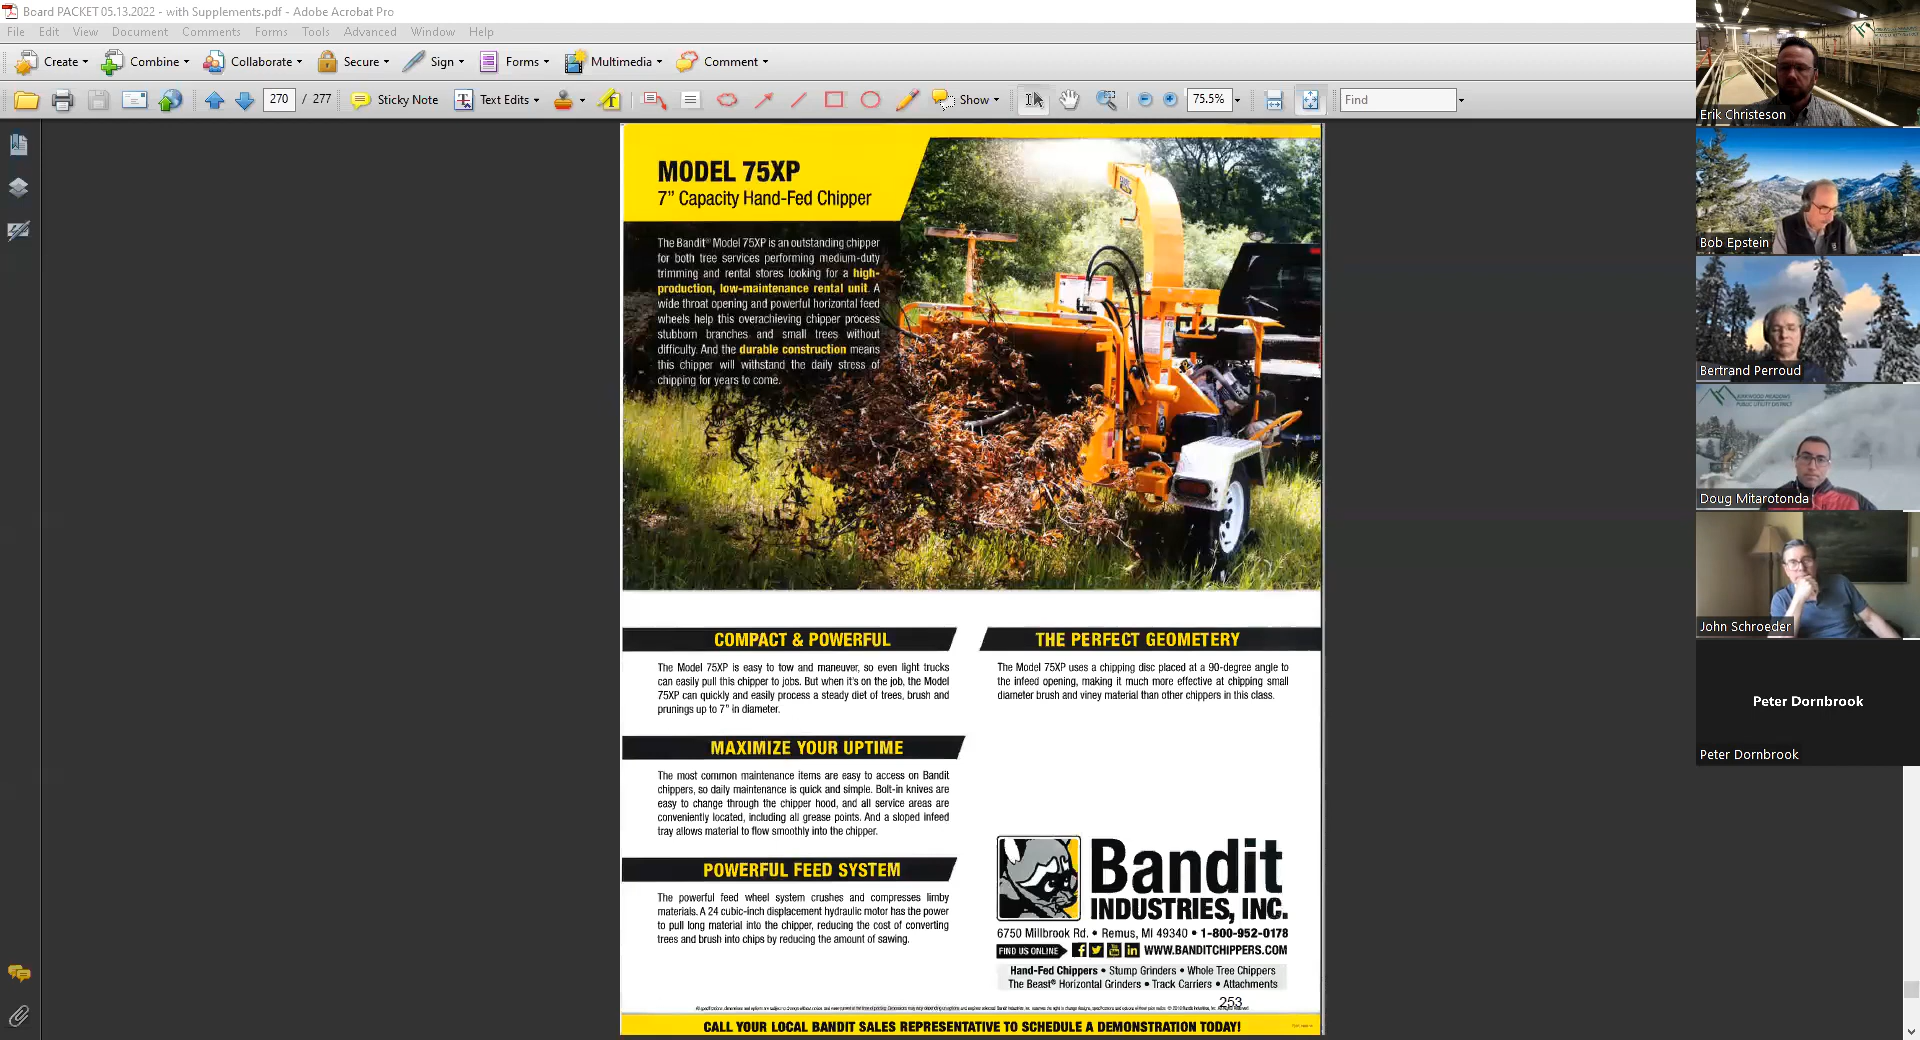 Board PACKET 05.13.2022 - with Supplements.pdf - Adobe Acrobat Pro
File Edit View Document Comments Forms Tools Advanced Window Help
Create Combine Collaborate Secure Sign Forms Multimedia Comment
270 / 277 Sticky Note Text Edits Show 75.5% Find
MODEL 75XP
7" Capacity Hand-Fed Chipper
The Bandit® Model 75XP is an outstanding chipper
for both tree services performing medium-duty
trimming and rental stores looking for a high-
production, low-maintenance rental unit. A
wide throat opening and powerful horizontal feed
wheels help this overachieving chipper process
stubborn branches and small trees without
difficulty. And the durable construction means
this chipper will withstand the daily stress of
chipping for years to come.
COMPACT & POWERFUL
The Model 75XP is easy to tow and maneuver, so even light trucks
can easily pull this chipper to jobs. But when it's on the job, the Model
75XP can quickly and easily process a steady diet of trees, brush and
prunings up to 7" in diameter.
MAXIMIZE YOUR UPTIME
The most common maintenance items are easy to access on Bandit
chippers, so daily maintenance is quick and simple. Bolt-in knives are
easy to change through the chipper hood, and all service areas are
conveniently located, including all grease points. And a sloped infeed
tray allows material to flow smoothly into the chipper.
POWERFUL FEED SYSTEM
The powerful feed wheel system crushes and compresses limby
materials. A 24 cubic-inch displacement hydraulic motor has the power
to pull long material into the chipper, reducing the cost of converting
trees and brush into chips by reducing the amount of sawing.
THE PERFECT GEOMETERY
The Model 75XP uses a chipping disc placed at a 90-degree angle to
the infeed opening, making it much more effective at chipping small
diameter brush and viney material than other chippers in this class.
Bandit
INDUSTRIES, INC.
6750 Millbrook Rd. • Remus, MI 49340 • 1-800-952-0178
FIND US ONLINE WWW.BANDITCHIPPERS.COM
Hand-Fed Chippers • Stump Grinders • Whole Tree Chippers
The Beast® Horizontal Grinders • Track Carriers • Attachments
253
CALL YOUR LOCAL BANDIT SALES REPRESENTATIVE TO SCHEDULE A DEMONSTRATION TODAY!
Erik Christeson
Bob Epstein
Bertrand Perroud
KIRKWOOD MEADOWS
PUBLIC UTILITY DISTRICT
Doug Mitarotonda
John Schroeder
Peter Dornbrook
Peter Dornbrook